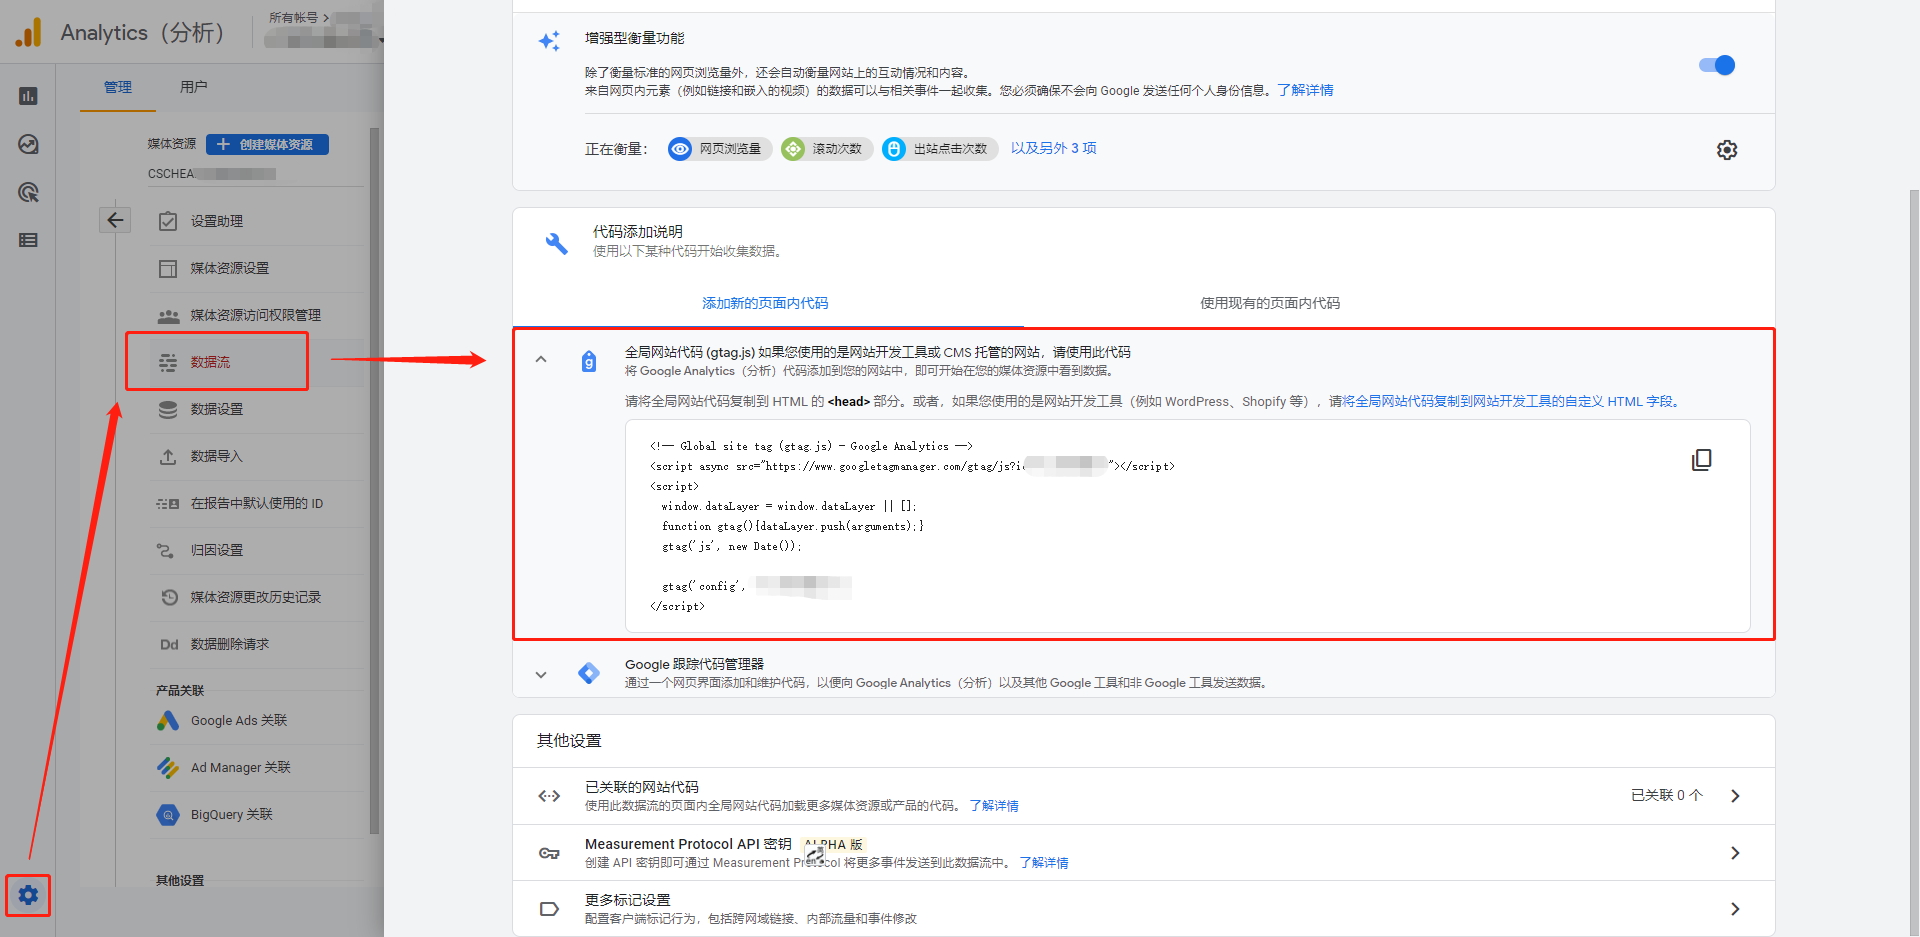 Analytics（分析）
所有帐号 >
管理
用户
媒体资源
创建媒体资源
CSCHEA
设置助理
媒体资源设置
媒体资源访问权限管理
数据流
数据设置
数据导入
在报告中默认使用的 ID
归因设置
媒体资源更改历史记录
Dd 数据删除请求
产品关联
Google Ads 关联
Ad Manager 关联
BigQuery 关联
其他设置
增强型衡量功能
除了衡量标准的网页浏览量外，还会自动衡量网站上的互动情况和内容。
来自网页内元素（例如链接和嵌入的视频）的数据可以与相关事件一起收集。您必须确保不会向 Google 发送任何个人身份信息。了解详情
正在衡量：
网页浏览量
滚动次数
出站点击次数
以及另外 3 项
代码添加说明
使用以下某种代码开始收集数据。
添加新的页面内代码
使用现有的页面内代码
全局网站代码 (gtag.js) 如果您使用的是网站开发工具或 CMS 托管的网站，请使用此代码
将 Google Analytics（分析）代码添加到您的网站中，即可开始在您的媒体资源中看到数据。
请将全局网站代码复制到 HTML 的 <head> 部分。或者，如果您使用的是网站开发工具（例如 WordPress、Shopify 等），请将全局网站代码复制到网站开发工具的自定义 HTML 字段。
<!-- Global site tag (gtag.js) - Google Analytics -->
<script async src="https://www.googletagmanager.com/gtag/js?i "></script>
<script>
window.dataLayer = window.dataLayer || [];
function gtag(){dataLayer.push(arguments);}
gtag('js', new Date());
gtag('config',
</script>
Google 跟踪代码管理器
通过一个网页界面添加和维护代码，以便向 Google Analytics（分析）以及其他 Google 工具和非 Google 工具发送数据。
其他设置
已关联的网站代码
使用此数据流的页面内全局网站代码加载更多媒体资源或产品的代码。 了解详情
已关联 0 个
Measurement Protocol API 密钥 ALPHA 版
创建 API 密钥即可通过 Measurement Protocol 将更多事件发送到此数据流中。 了解详情
更多标记设置
配置客户端标记行为，包括跨网域链接、内部流量和事件修改